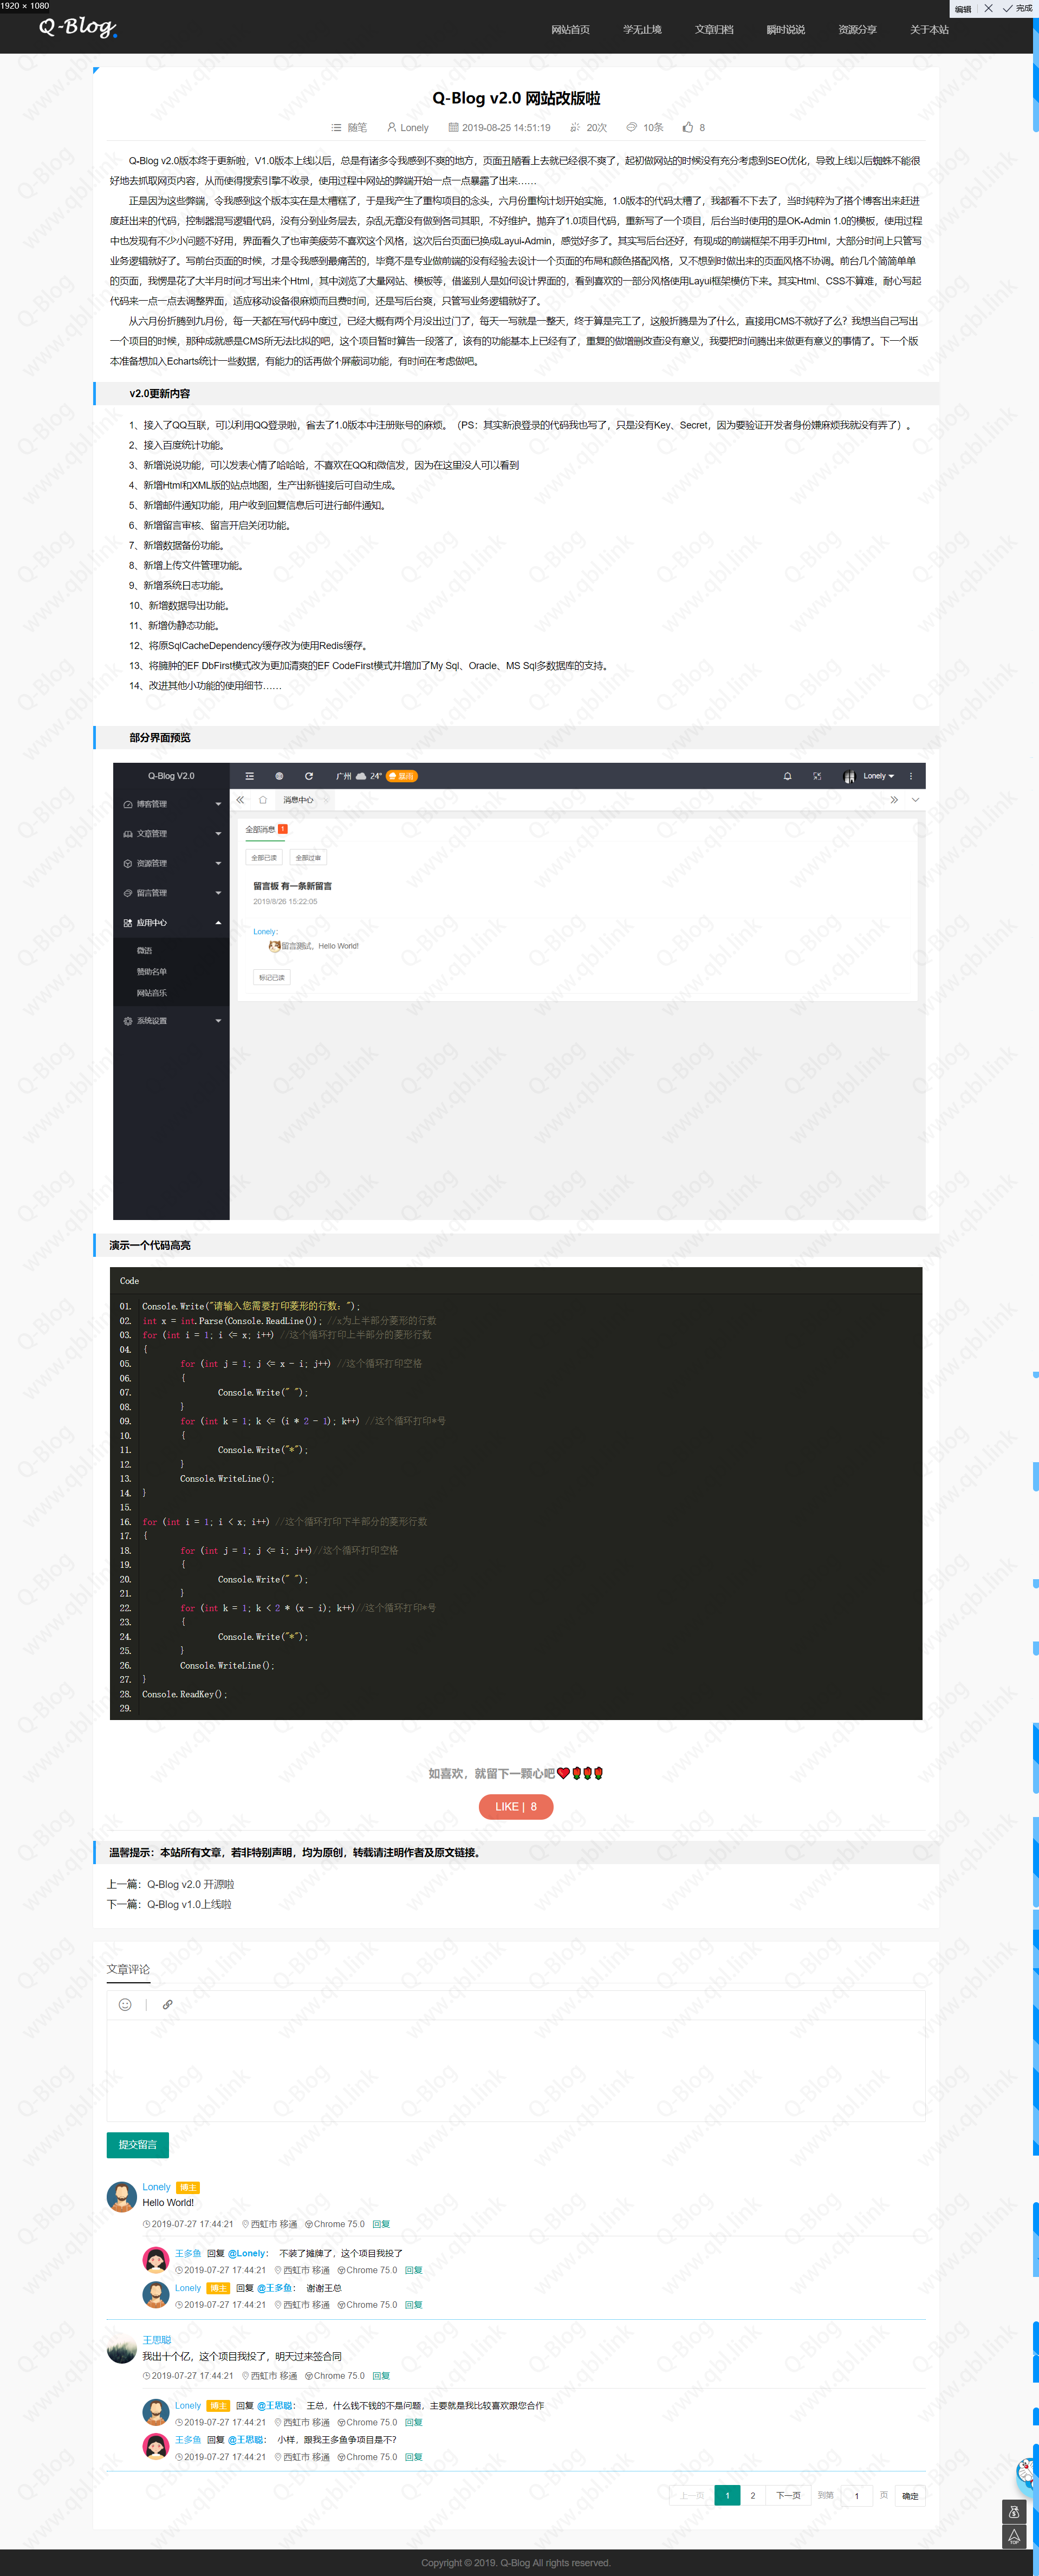 1920 × 1080
编辑 完成
Q-Blog.
网站首页 学无止境 文章归档 瞬时说说 资源分享 关于本站
Q-Blog v2.0 网站改版啦
随笔 Lonely 2019-08-25 14:51:19 20次 10条 8
Q-Blog v2.0版本终于更新啦，V1.0版本上线以后，总是有诸多令我感到不爽的地方，页面丑陋看上去就已经很不爽了，起初做网站的时候没有充分考虑到SEO优化，导致上线以后蜘蛛不能很
好地去抓取网页内容，从而使得搜索引擎不收录，使用过程中网站的弊端开始一点一点暴露了出来……
正是因为这些弊端，令我感到这个版本实在是太糟糕了，于是我产生了重构项目的念头，六月份重构计划开始实施，1.0版本的代码太糟了，我都看不下去了，当时纯粹为了搭个博客出来赶进
度赶出来的代码，控制器混写逻辑代码，没有分到业务层去，杂乱无章没有做到各司其职，不好维护。抛弃了1.0项目代码，重新写了一个项目，后台当时使用的是OK-Admin 1.0的模板，使用过程
中也发现有不少小问题不好用，界面看久了也审美疲劳不喜欢这个风格，这次后台页面已换成Layui-Admin，感觉好多了。其实写后台还好，有现成的前端框架不用手刃Html，大部分时间上只管写
业务逻辑就好了。写前台页面的时候，才是令我感到最痛苦的，毕竟不是专业做前端的没有经验去设计一个页面的布局和颜色搭配风格，又不想到时做出来的页面风格不协调。前台几个简简单单
的页面，我愣是花了大半月时间才写出来个Html，其中浏览了大量网站、模板等，借鉴别人是如何设计界面的，看到喜欢的一部分风格使用Layui框架模仿下来。其实Html、CSS不算难，耐心写起
代码来一点一点去调整界面，适应移动设备很麻烦而且费时间，还是写后台爽，只管写业务逻辑就好了。
从六月份折腾到九月份，每一天都在写代码中度过，已经大概有两个月没出过门了，每天一写就是一整天，终于算是完工了，这般折腾是为了什么，直接用CMS不就好了么？我想当自己写出
一个项目的时候，那种成就感是CMS所无法比拟的吧，这个项目暂时算告一段落了，该有的功能基本上已经有了，重复的做增删改查没有意义，我要把时间腾出来做更有意义的事情了。下一个版
本准备想加入Echarts统计一些数据，有能力的话再做个屏蔽词功能，有时间在考虑做吧。
v2.0更新内容
1、接入了QQ互联，可以利用QQ登录啦，省去了1.0版本中注册账号的麻烦。（PS：其实新浪登录的代码我也写了，只是没有Key、Secret，因为要验证开发者身份嫌麻烦我就没有弄了）。
2、接入百度统计功能。
3、新增说说功能，可以发表心情了哈哈哈，不喜欢在QQ和微信发，因为在这里没人可以看到
4、新增Html和XML版的站点地图，生产出新链接后可自动生成。
5、新增邮件通知功能，用户收到回复信息后可进行邮件通知。
6、新增留言审核、留言开启关闭功能。
7、新增数据备份功能。
8、新增上传文件管理功能。
9、新增系统日志功能。
10、新增数据导出功能。
11、新增伪静态功能。
12、将原SqlCacheDependency缓存改为使用Redis缓存。
13、将臃肿的EF DbFirst模式改为更加清爽的EF CodeFirst模式并增加了My Sql、Oracle、MS Sql多数据库的支持。
14、改进其他小功能的使用细节……
部分界面预览
Q-Blog V2.0 广州 24° 暴雨 Lonely
博客管理 消息中心
文章管理 全部消息 1
资源管理 全部已读 全部过审
留言管理 留言板 有一条新留言
2019/8/26 15:22:05
应用中心 Lonely:
微语 留言测试，Hello World!
赞助名单 标记已读
网站音乐
系统设置
演示一个代码高亮
Code
01. Console.Write("请输入您需要打印菱形的行数：");
02. int x = int.Parse(Console.ReadLine()); //x为上半部分菱形的行数
03. for (int i = 1; i <= x; i++) //这个循环打印上半部分的菱形行数
04. {
05. for (int j = 1; j <= x - i; j++) //这个循环打印空格
06. {
07. Console.Write(" ");
08. }
09. for (int k = 1; k <= (i * 2 - 1); k++) //这个循环打印*号
10. {
11. Console.Write("*");
12. }
13. Console.WriteLine();
14. }
15.
16. for (int i = 1; i < x; i++) //这个循环打印下半部分的菱形行数
17. {
18. for (int j = 1; j <= i; j++)//这个循环打印空格
19. {
20. Console.Write(" ");
21. }
22. for (int k = 1; k < 2 * (x - i); k++)//这个循环打印*号
23. {
24. Console.Write("*");
25. }
26. Console.WriteLine();
27. }
28. Console.ReadKey();
29.
如喜欢，就留下一颗心吧
LIKE | 8
温馨提示：本站所有文章，若非特别声明，均为原创，转载请注明作者及原文链接。
上一篇：Q-Blog v2.0 开源啦
下一篇：Q-Blog v1.0上线啦
文章评论
提交留言
Lonely 博主
Hello World!
2019-07-27 17:44:21 西虹市 移通 Chrome 75.0 回复
王多鱼 回复 @Lonely： 不装了摊牌了，这个项目我投了
2019-07-27 17:44:21 西虹市 移通 Chrome 75.0 回复
Lonely 博主 回复 @王多鱼： 谢谢王总
2019-07-27 17:44:21 西虹市 移通 Chrome 75.0 回复
王思聪
我出十个亿，这个项目我投了，明天过来签合同
2019-07-27 17:44:21 西虹市 移通 Chrome 75.0 回复
Lonely 博主 回复 @王思聪： 王总，什么钱不钱的不是问题，主要就是我比较喜欢跟您合作
2019-07-27 17:44:21 西虹市 移通 Chrome 75.0 回复
王多鱼 回复 @王思聪： 小样，跟我王多鱼争项目是不?
2019-07-27 17:44:21 西虹市 移通 Chrome 75.0 回复
上一页 1 2 下一页 到第 1 页 确定
TOP
Copyright © 2019. Q-Blog All rights reserved.
Q-Blog
www.qbl.link